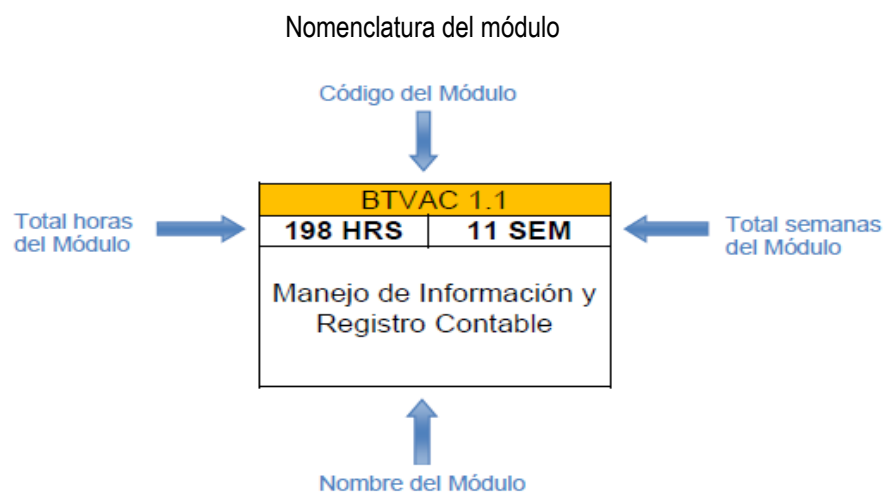 Nomenclatura del módulo
Código del Módulo
BTVAC 1.1
Total horas
del Módulo
198 HRS
11 SEM
Total semanas
del Módulo
Manejo de Información y
Registro Contable
Nombre del Módulo